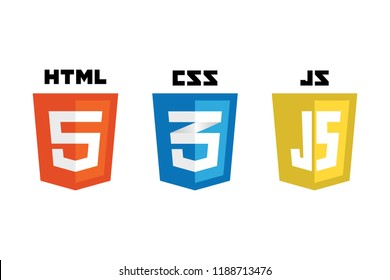 HTML CSS JS
5 3 JS
shutterstock.com · 1188713476